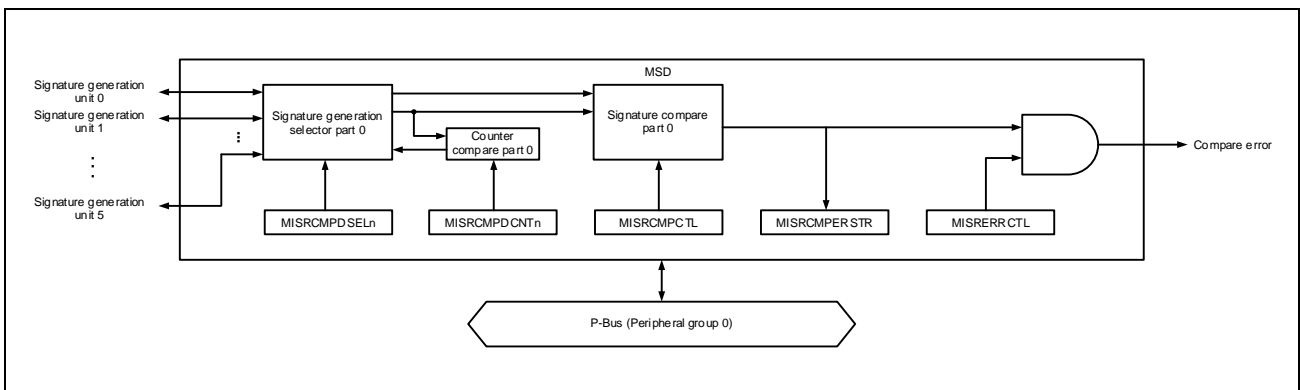 MSD
Signature generation
unit 0
Signature generation
unit 1
Signature generation
unit 5
Signature generation
selector part 0
Counter
compare part 0
Signature compare
part 0
Compare error
MISRCMPDSELn
MISRCMPDCNTn
MISRCMPCTL
MISRCMPERSTR
MISRERRCTL
P-Bus (Peripheral group 0)